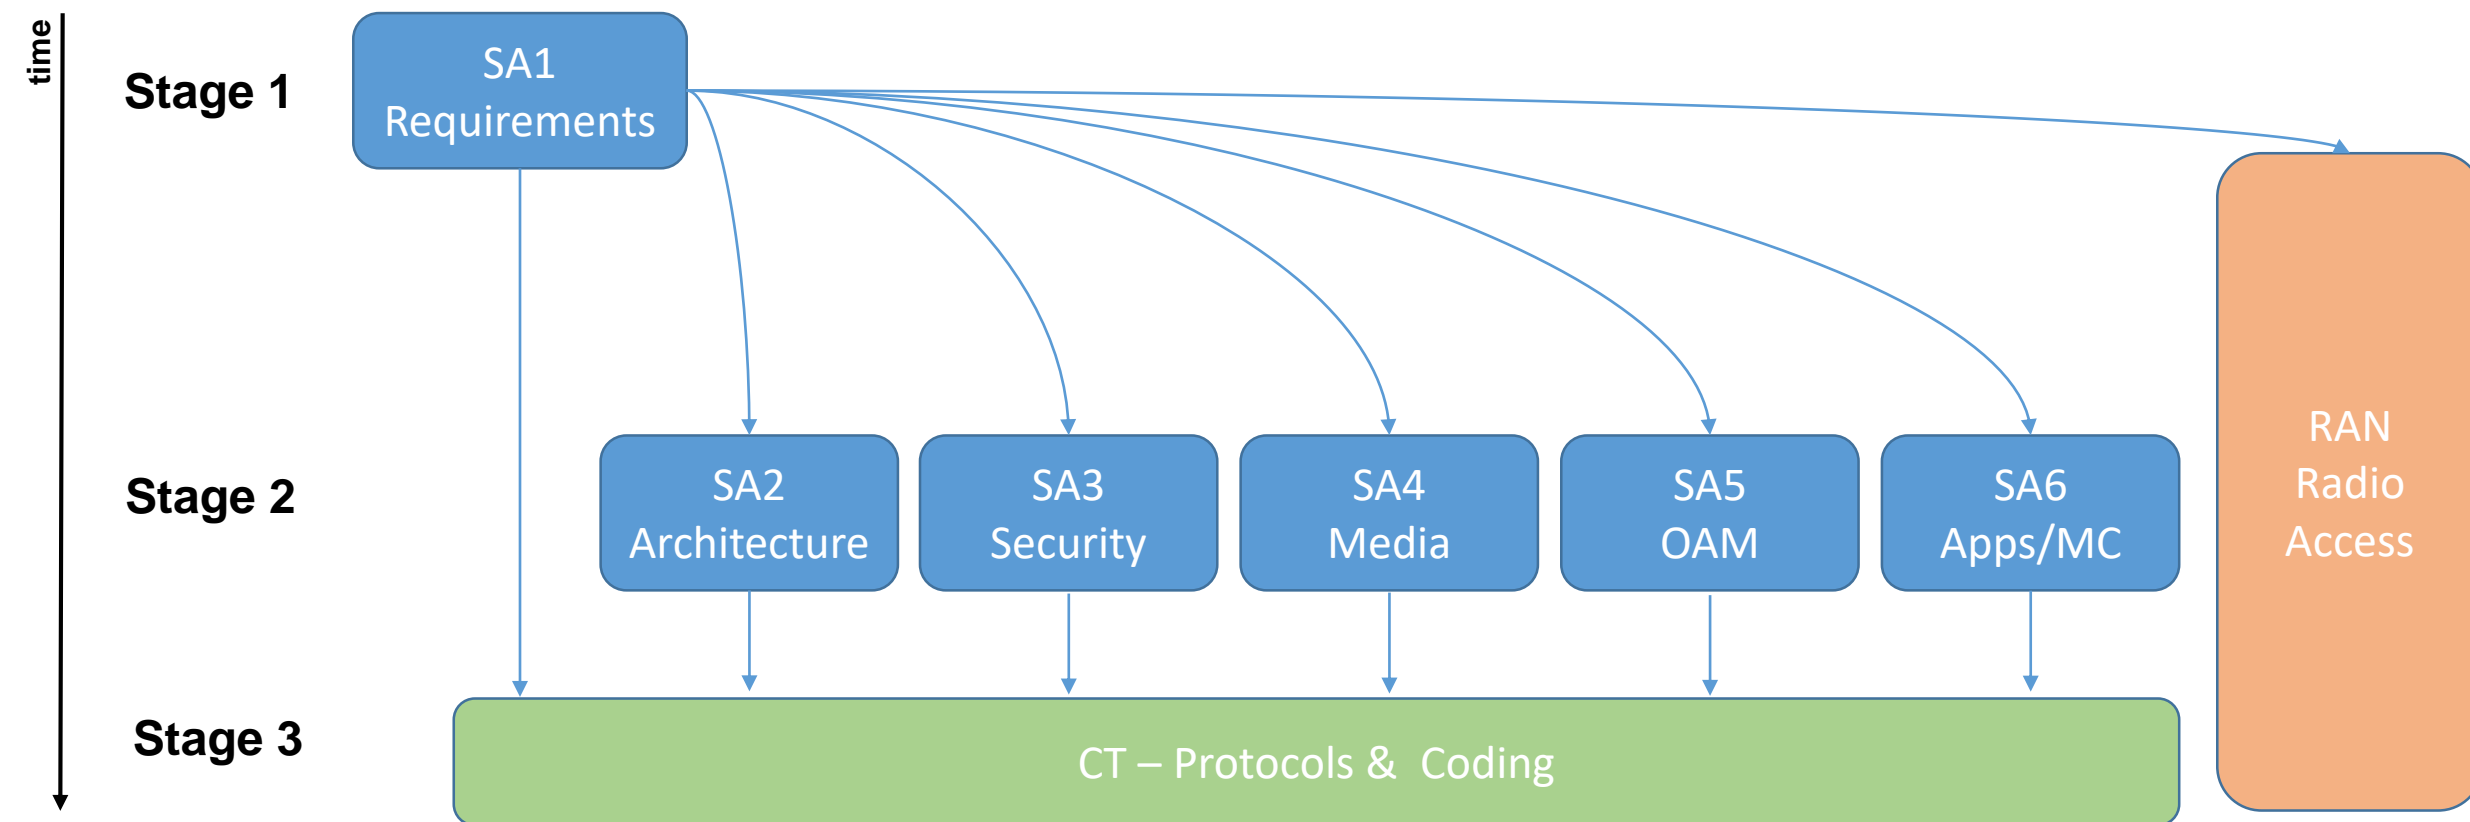 time
Stage 1
SA1
Requirements
Stage 2
SA2
Architecture
SA3
Security
SA4
Media
SA5
OAM
SA6
Apps/MC
RAN
Radio
Access
Stage 3
CT – Protocols & Coding